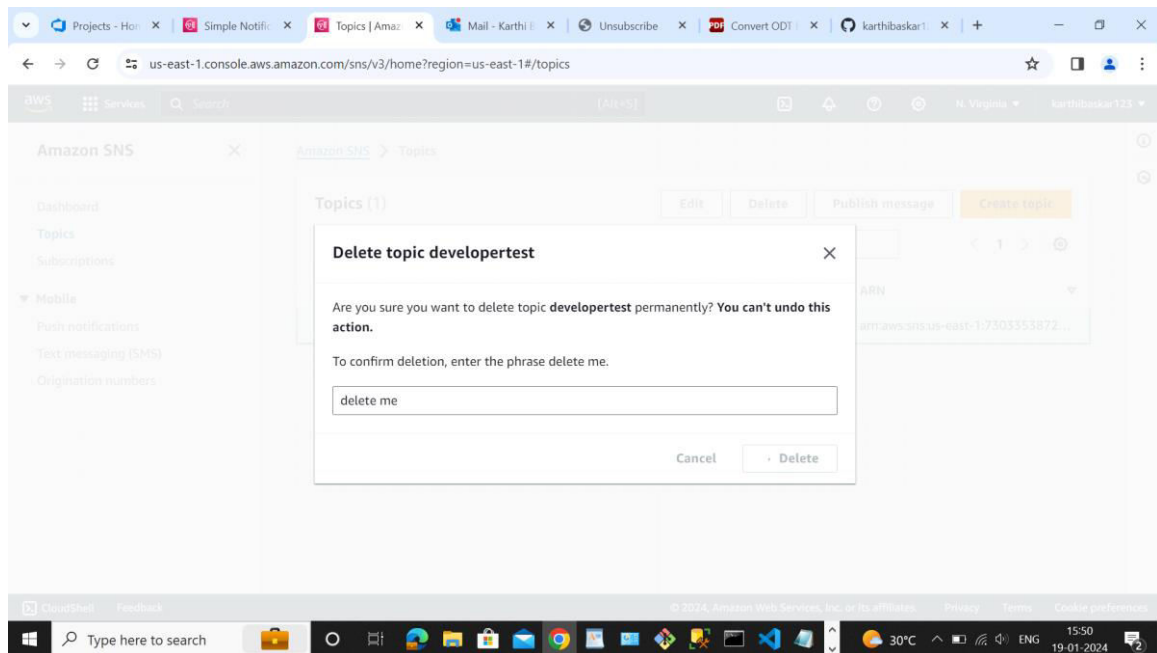 Projects - Hon
Simple Notific
Topics | Amaz
Mail - Karthi B
Unsubscribe
Convert ODT
karthibaskar1
us-east-1.console.aws.amazon.com/sns/v3/home?region=us-east-1#/topics
aws
Services
Search
[Alt+S]
N. Virginia
karthibaskar123
Amazon SNS
Amazon SNS > Topics
Dashboard
Topics
Subscriptions
Mobile
Push notifications
Text messaging (SMS)
Origination numbers
Topics (1)
Edit
Delete
Publish message
Create topic
1
ARN
arn:aws:sns:us-east-1:7303353872...
Delete topic developertest
Are you sure you want to delete topic developertest permanently? You can't undo this
action.
To confirm deletion, enter the phrase delete me.
delete me
Cancel
Delete
CloudShell
Feedback
© 2024, Amazon Web Services, Inc. or its affiliates.
Privacy
Terms
Cookie preferences
Type here to search
30°C
ENG
15:50
19-01-2024
2